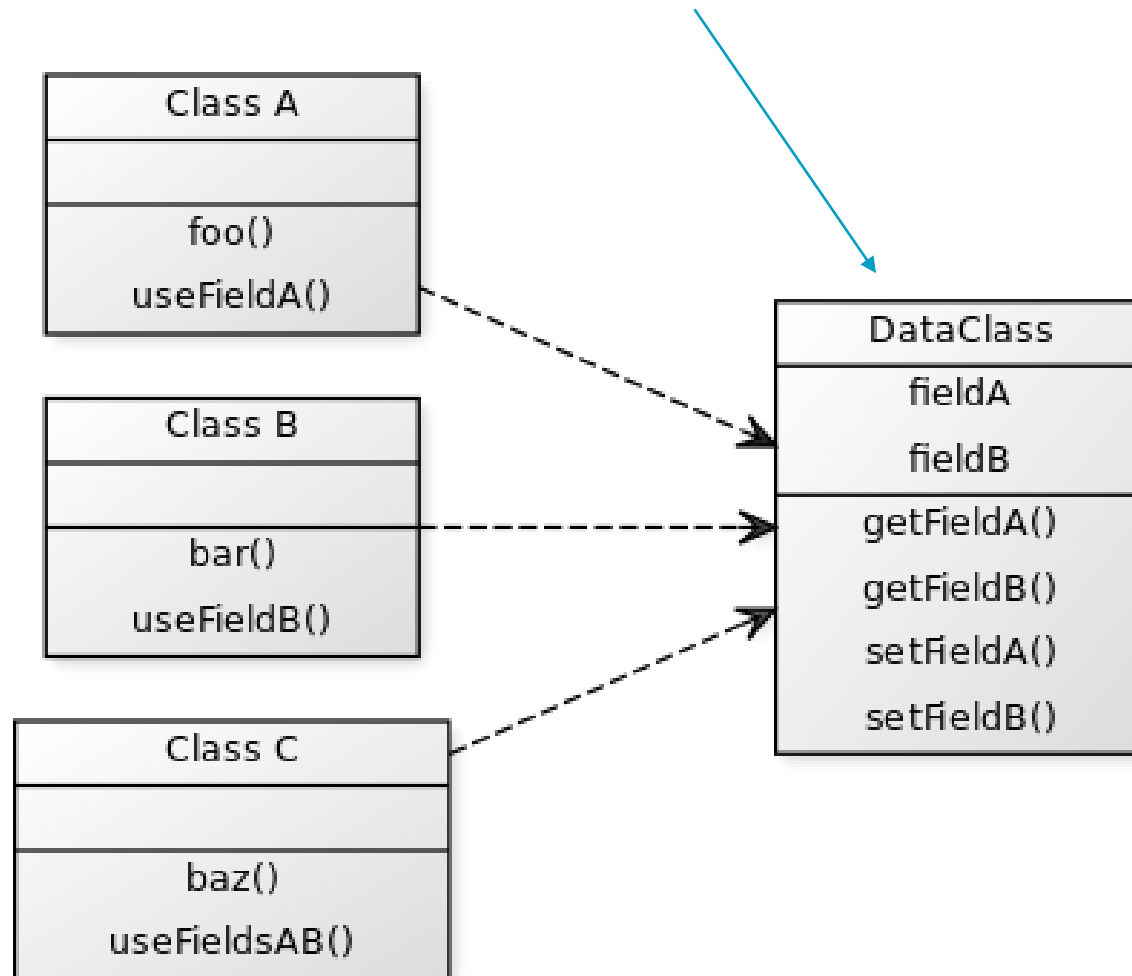 Class A
foo()
useFieldA()
Class B
bar()
useFieldB()
Class C
baz()
useFieldsAB()
DataClass
fieldA
fieldB
getFieldA()
getFieldB()
setFieldA()
setFieldB()